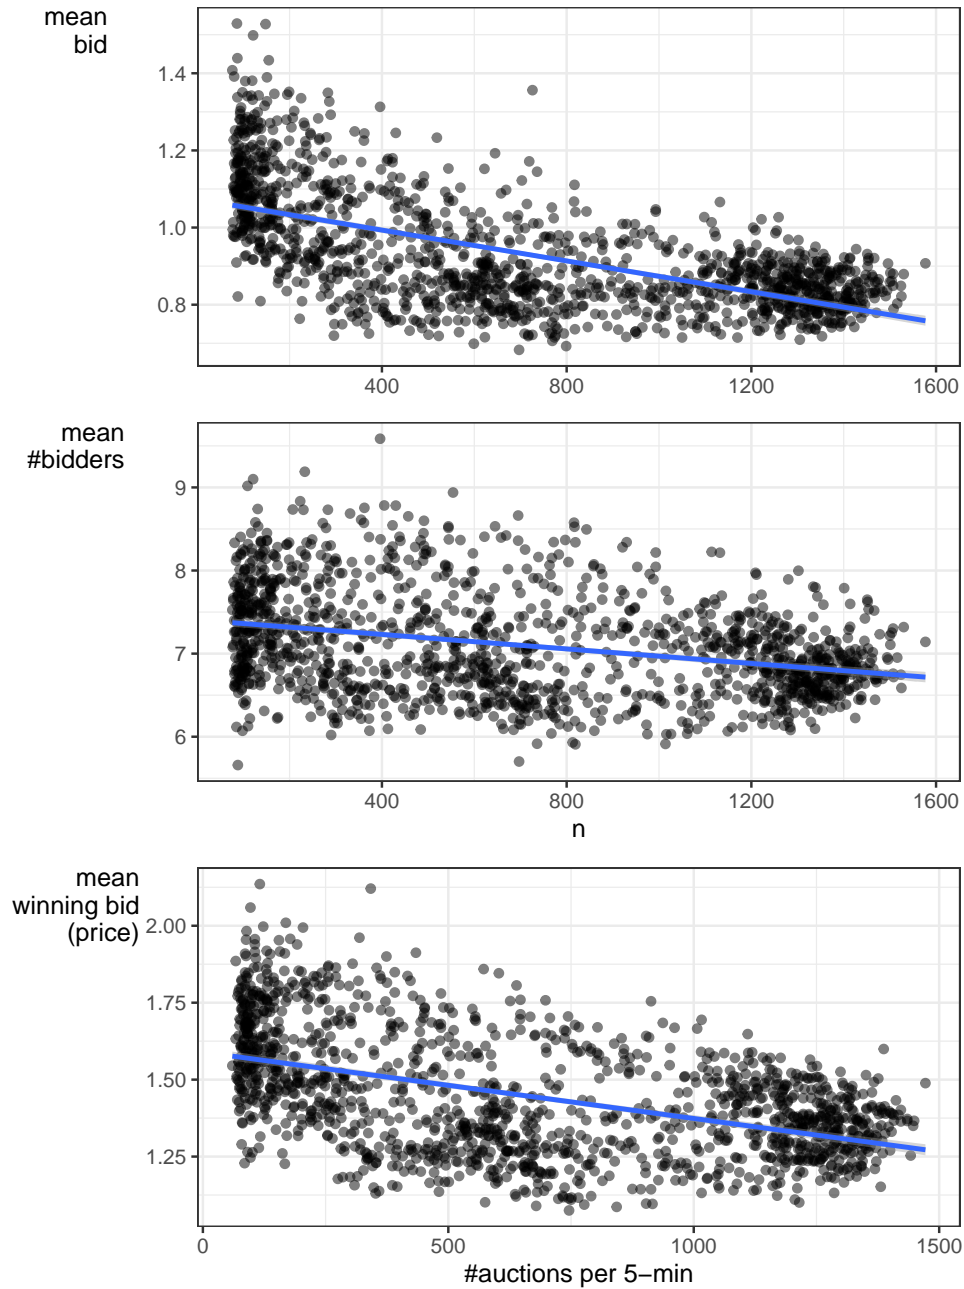 mean
bid
1.4
1.2
1.0
0.8
400 800 1200 1600
mean
#bidders
9
8
7
6
400 800 1200 1600
n
mean
winning bid
(price)
2.00
1.75
1.50
1.25
0 500 1000 1500
#auctions per 5−min